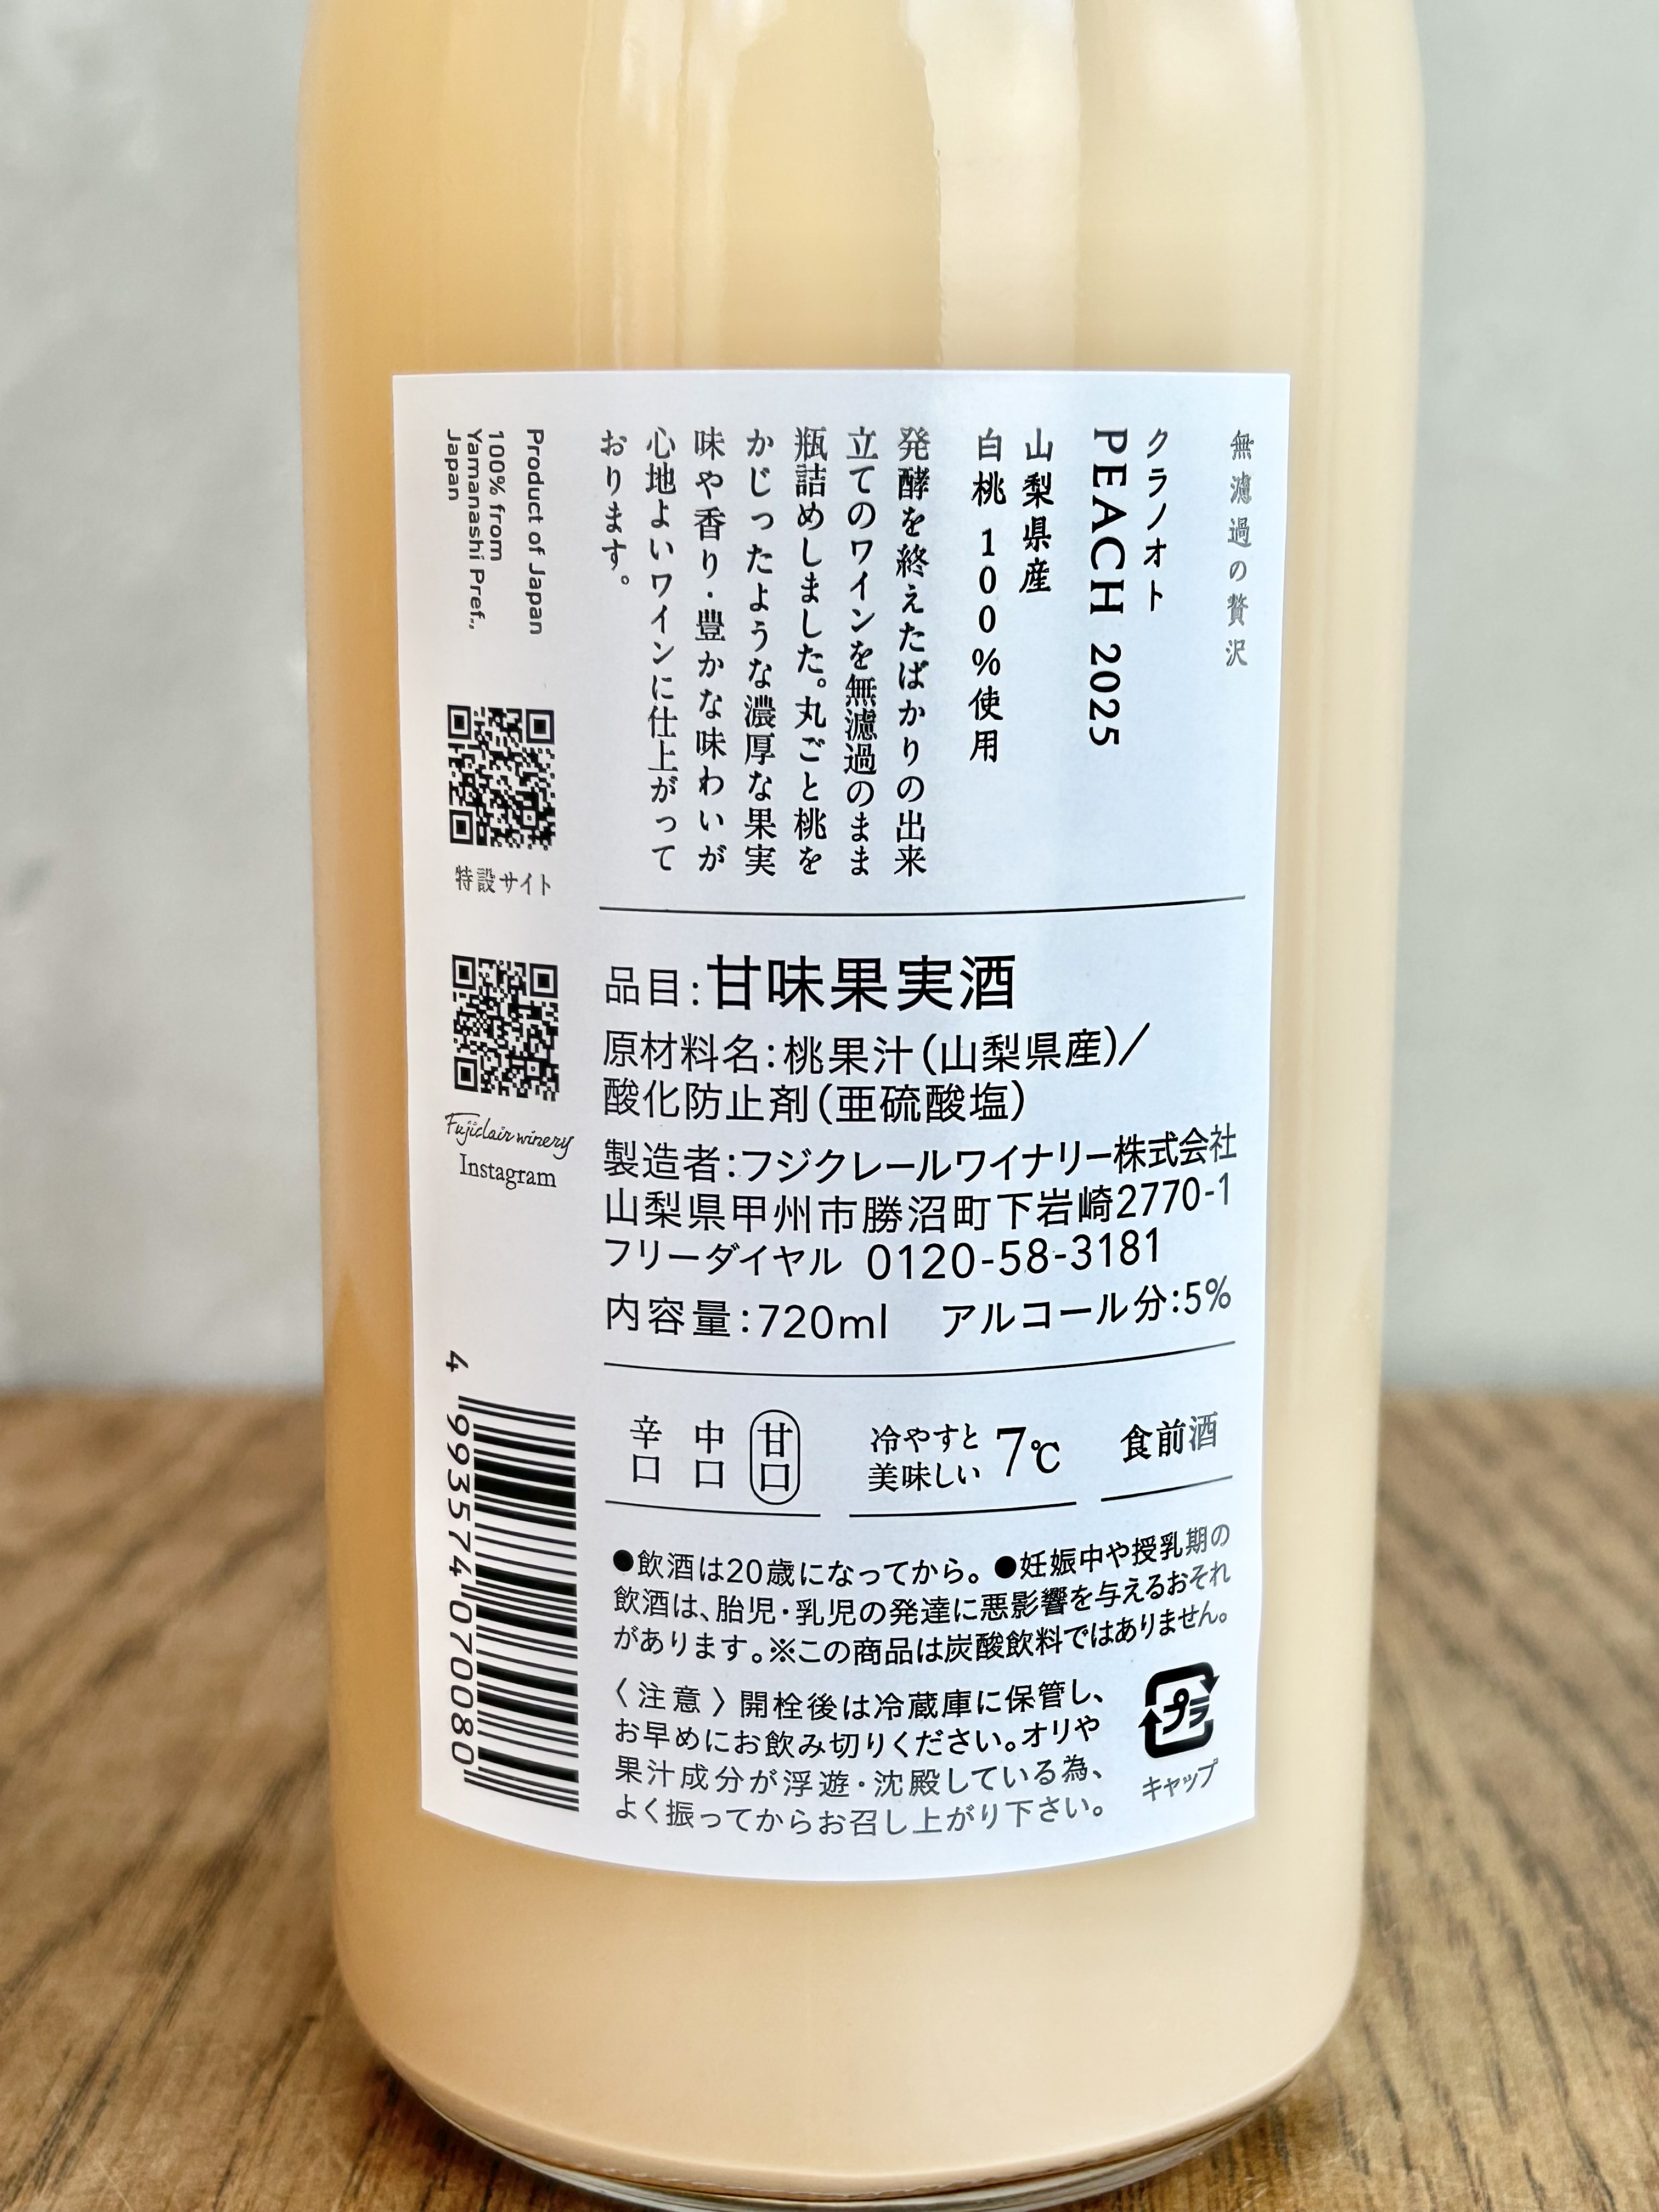 無濾過の贅沢
クラノオト
PEACH 2025
山梨県産
白桃 100%使用
発酵を終えたばかりの出来
立てのワインを無濾過のまま
瓶詰めしました。丸ごと桃を
かじったような濃厚な果実
味や香り・豊かな味わいが
心地よいワインに仕上がって
おります。
Product of Japan
100% from
Yamanashi Pref.,
Japan
特設サイト
Fujiclair winery
Instagram
品目:甘味果実酒
原材料名:桃果汁(山梨県産)/
酸化防止剤(亜硫酸塩)
製造者:フジクレールワイナリー株式会社
山梨県甲州市勝沼町下岩崎2770-1
フリーダイヤル 0120-58-3181
内容量:720ml アルコール分:5%
辛口 中口 甘口
冷やすと
美味しい 7℃
食前酒
●飲酒は20歳になってから。●妊娠中や授乳期の
飲酒は、胎児・乳児の発達に悪影響を与えるおそれ
があります。※この商品は炭酸飲料ではありません。
〈注意〉開栓後は冷蔵庫に保管し、
お早めにお飲み切りください。オリや
果汁成分が浮遊・沈殿している為、
よく振ってからお召し上がり下さい。
プラ
キャップ
4 993574 070080